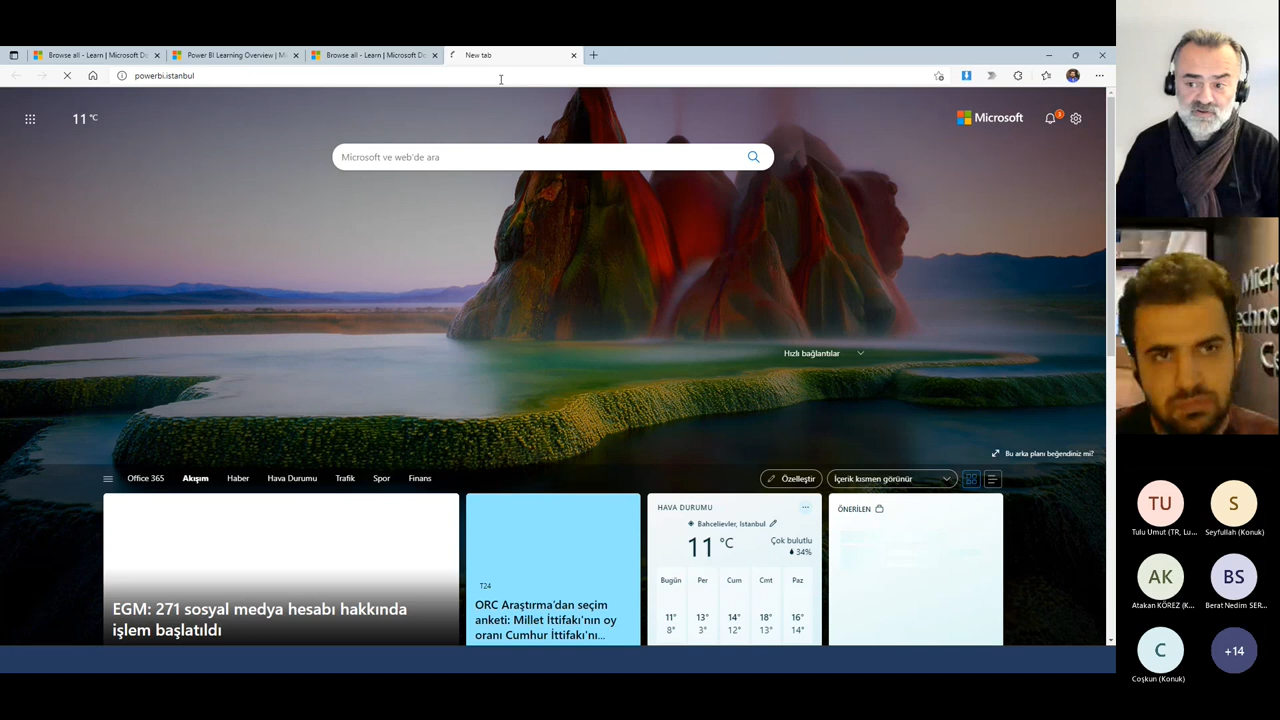 Browse all - Learn | Microsoft Do
Power BI Learning Overview | M
Browse all - Learn | Microsoft Do
New tab
powerbi.istanbul
11 °C
Microsoft
3
Microsoft ve web'de ara
Hızlı bağlantılar
Bu arka planı beğendiniz mi?
Office 365
Akışım
Haber
Hava Durumu
Trafik
Spor
Finans
Özelleştir
İçerik kısmen görünür
EGM: 271 sosyal medya hesabı hakkında
işlem başlatıldı
T24
ORC Araştırma'dan seçim
anketi: Millet İttifakı'nın oy
oranı Cumhur İttifakı'nı...
HAVA DURUMU
Bahcelievler, İstanbul
11 °C
Çok bulutlu
34%
Bugün Per Cum Cmt Paz
11° 13° 14° 18° 16°
8° 3° 12° 13° 14°
ÖNERİLEN
Micro
echno
Ce
TU
Tulu Umut (TR, Lu...
S
Seyfullah (Konuk)
AK
Atakan KÖREZ (K...
BS
Berat Nedim SER...
C
Coşkun (Konuk)
+14